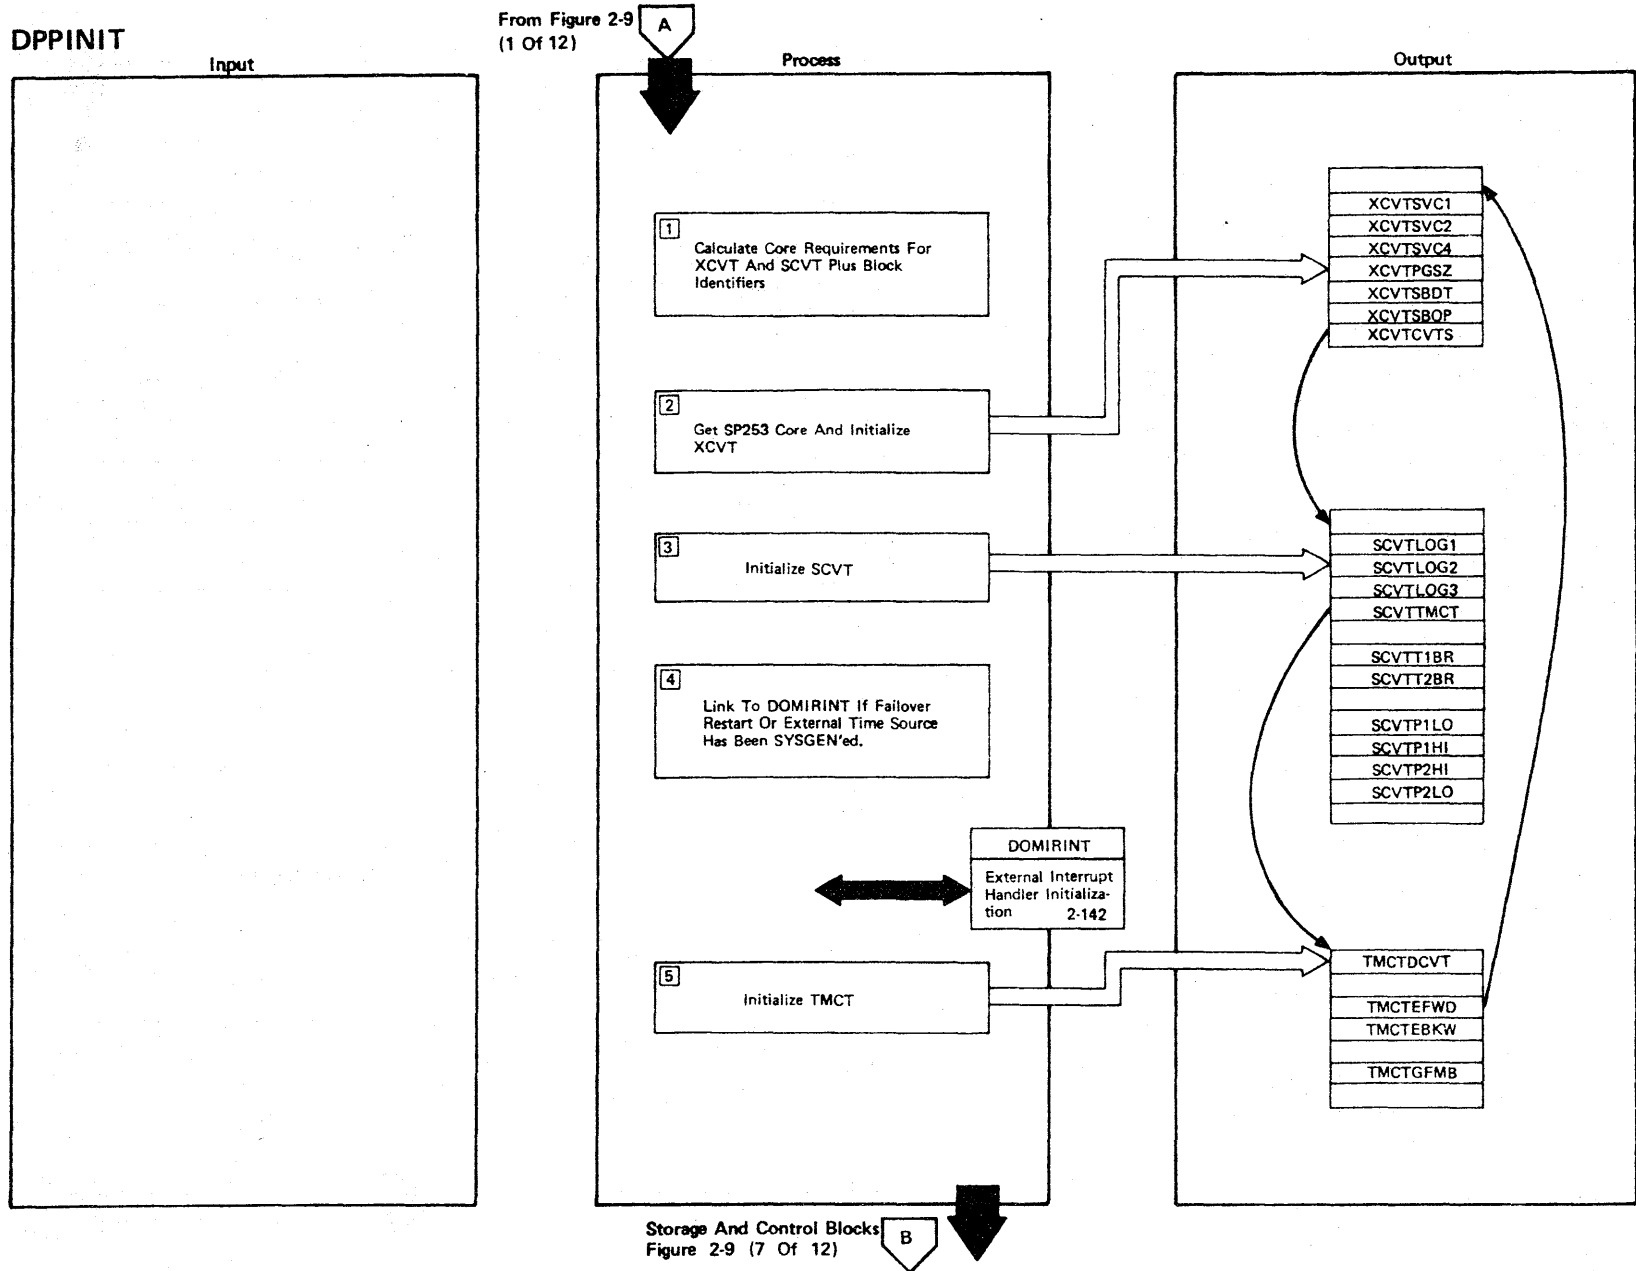 DPPINIT
From Figure 2-9
(1 Of 12)
A
Input
Process
Output
1
Calculate Core Requirements For
XCVT And SCVT Plus Block
Identifiers
2
Get SP253 Core And Initialize
XCVT
3
Initialize SCVT
4
Link To DOMIRINT If Failover
Restart Or External Time Source
Has Been SYSGEN'ed.
DOMIRINT
External Interrupt
Handler Initializa-
tion 2-142
5
Initialize TMCT
XCVTSVC1
XCVTSVC2
XCVTSVC4
XCVTPGSZ
XCVTSBDT
XCVTSBOP
XCVTCVTS
SCVTLOG1
SCVTLOG2
SCVTLOG3
SCVTTMCT
SCVTT1BR
SCVTT2BR
SCVTP1LO
SCVTP1HI
SCVTP2HI
SCVTP2LO
TMCTDCVT
TMCTEFWD
TMCTEBKW
TMCTGFMB
Storage And Control Blocks
Figure 2-9 (7 Of 12)
B